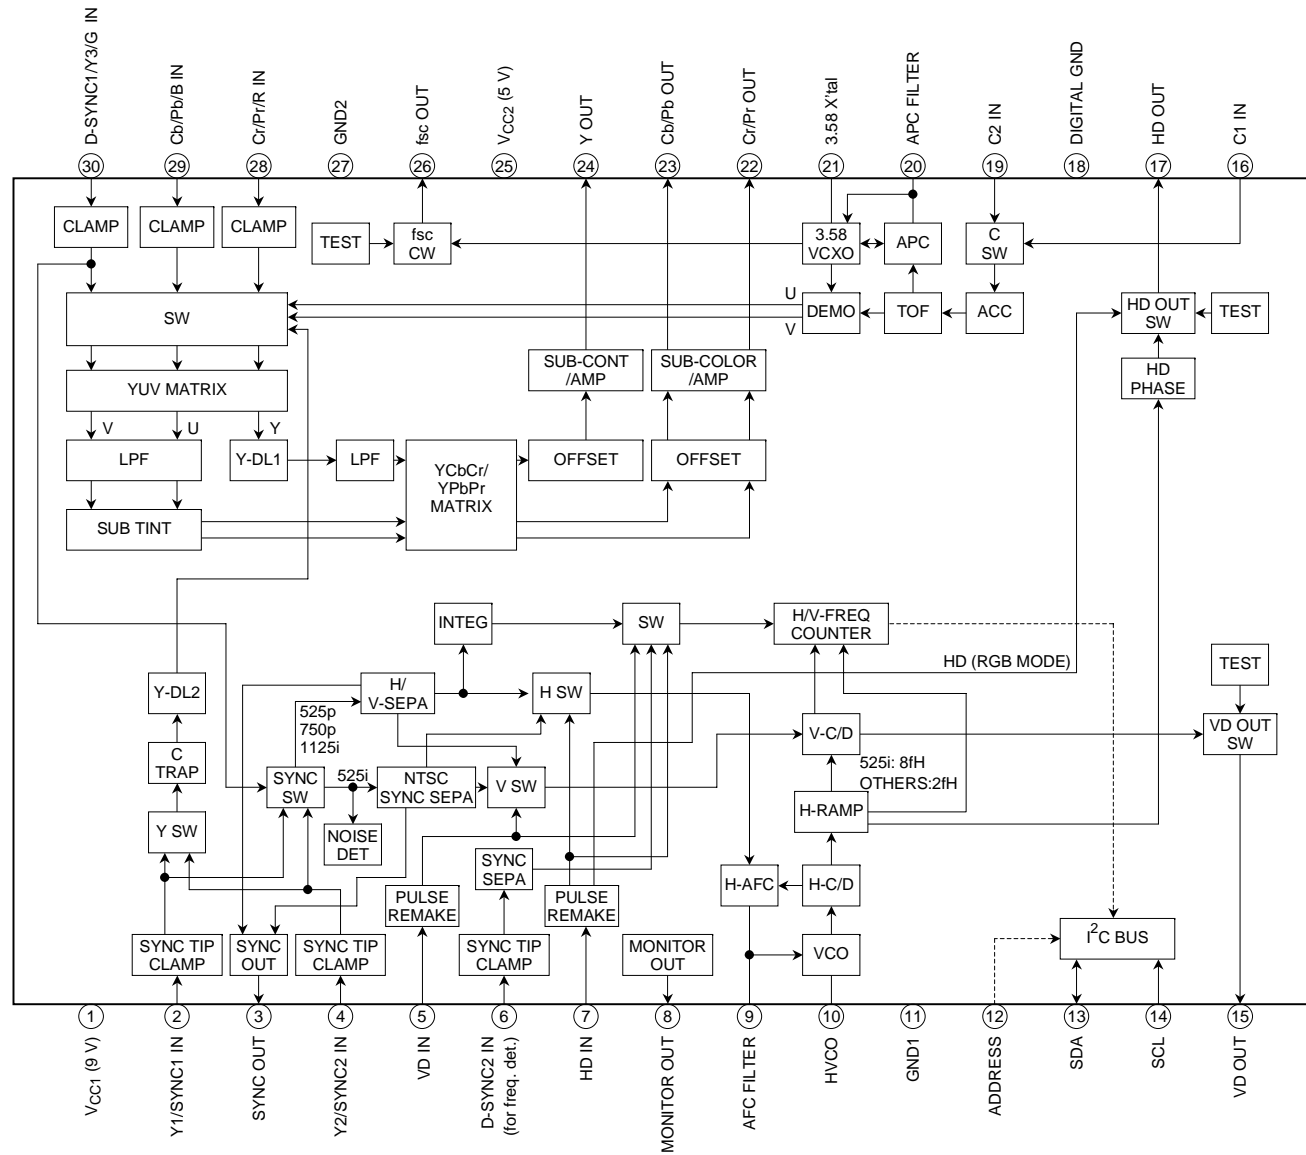 D-SYNC1/Y3/G IN
Cb/Pb/B IN
Cr/Pr/R IN
GND2
fsc OUT
VCC2 (5 V)
Y OUT
Cb/Pb OUT
Cr/Pr OUT
3.58 X'tal
APC FILTER
C2 IN
DIGITAL GND
HD OUT
C1 IN
30
29
28
27
26
25
24
23
22
21
20
19
18
17
16
CLAMP
CLAMP
CLAMP
TEST
fsc
CW
3.58
VCXO
APC
C
SW
SW
U
V
DEMO
TOF
ACC
HD OUT
SW
TEST
YUV MATRIX
SUB-CONT
/AMP
SUB-COLOR
/AMP
HD
PHASE
V
U
Y
LPF
Y-DL1
LPF
YCbCr/
YPbPr
MATRIX
OFFSET
OFFSET
SUB TINT
INTEG
SW
H/V-FREQ
COUNTER
HD (RGB MODE)
TEST
Y-DL2
H/
V-SEPA
H SW
525p
750p
1125i
V-C/D
VD OUT
SW
C
TRAP
SYNC
SW
525i
NTSC
SYNC SEPA
V SW
525i: 8fH
OTHERS:2fH
H-RAMP
Y SW
NOISE
DET
SYNC
SEPA
H-AFC
H-C/D
PULSE
REMAKE
PULSE
REMAKE
SYNC TIP
CLAMP
SYNC
OUT
SYNC TIP
CLAMP
SYNC TIP
CLAMP
MONITOR
OUT
VCO
I2C BUS
1
2
3
4
5
6
7
8
9
10
11
12
13
14
15
VCC1 (9 V)
Y1/SYNC1 IN
SYNC OUT
Y2/SYNC2 IN
VD IN
D-SYNC2 IN
(for freq. det.)
HD IN
MONITOR OUT
AFC FILTER
HVCO
GND1
ADDRESS
SDA
SCL
VD OUT